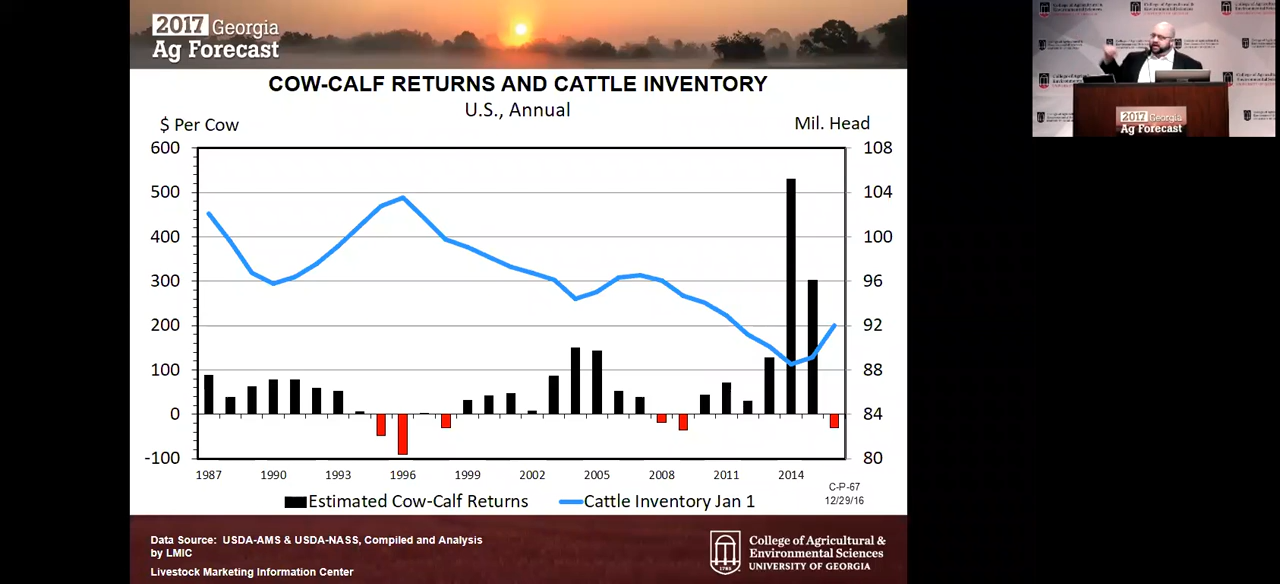 2017 Georgia
Ag Forecast
COW-CALF RETURNS AND CATTLE INVENTORY
U.S., Annual
$ Per Cow
Mil. Head
600
500
400
300
200
100
0
-100
108
104
100
96
92
88
84
80
1987 1990 1993 1996 1999 2002 2005 2008 2011 2014
C-P-67
12/29/16
Estimated Cow-Calf Returns
Cattle Inventory Jan 1
Data Source: USDA-AMS & USDA-NASS, Compiled and Analysis
by LMIC
Livestock Marketing Information Center
1785
College of Agricultural &
Environmental Sciences
UNIVERSITY OF GEORGIA
2017 Georgia
Ag Forecast